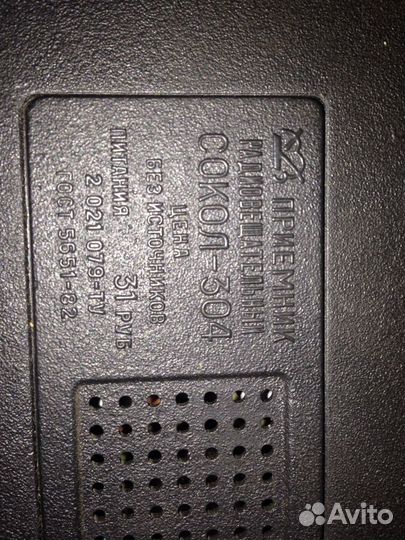 ПРИЕМНИК
РАДИОВЕЩАТЕЛЬНЫЙ
СОКОЛ-304
ЦЕНА
БЕЗ ИСТОЧНИКОВ
ПИТАНИЯ 31 РУБ
2 021 079-ТУ
ГОСТ 5651-82
Avito